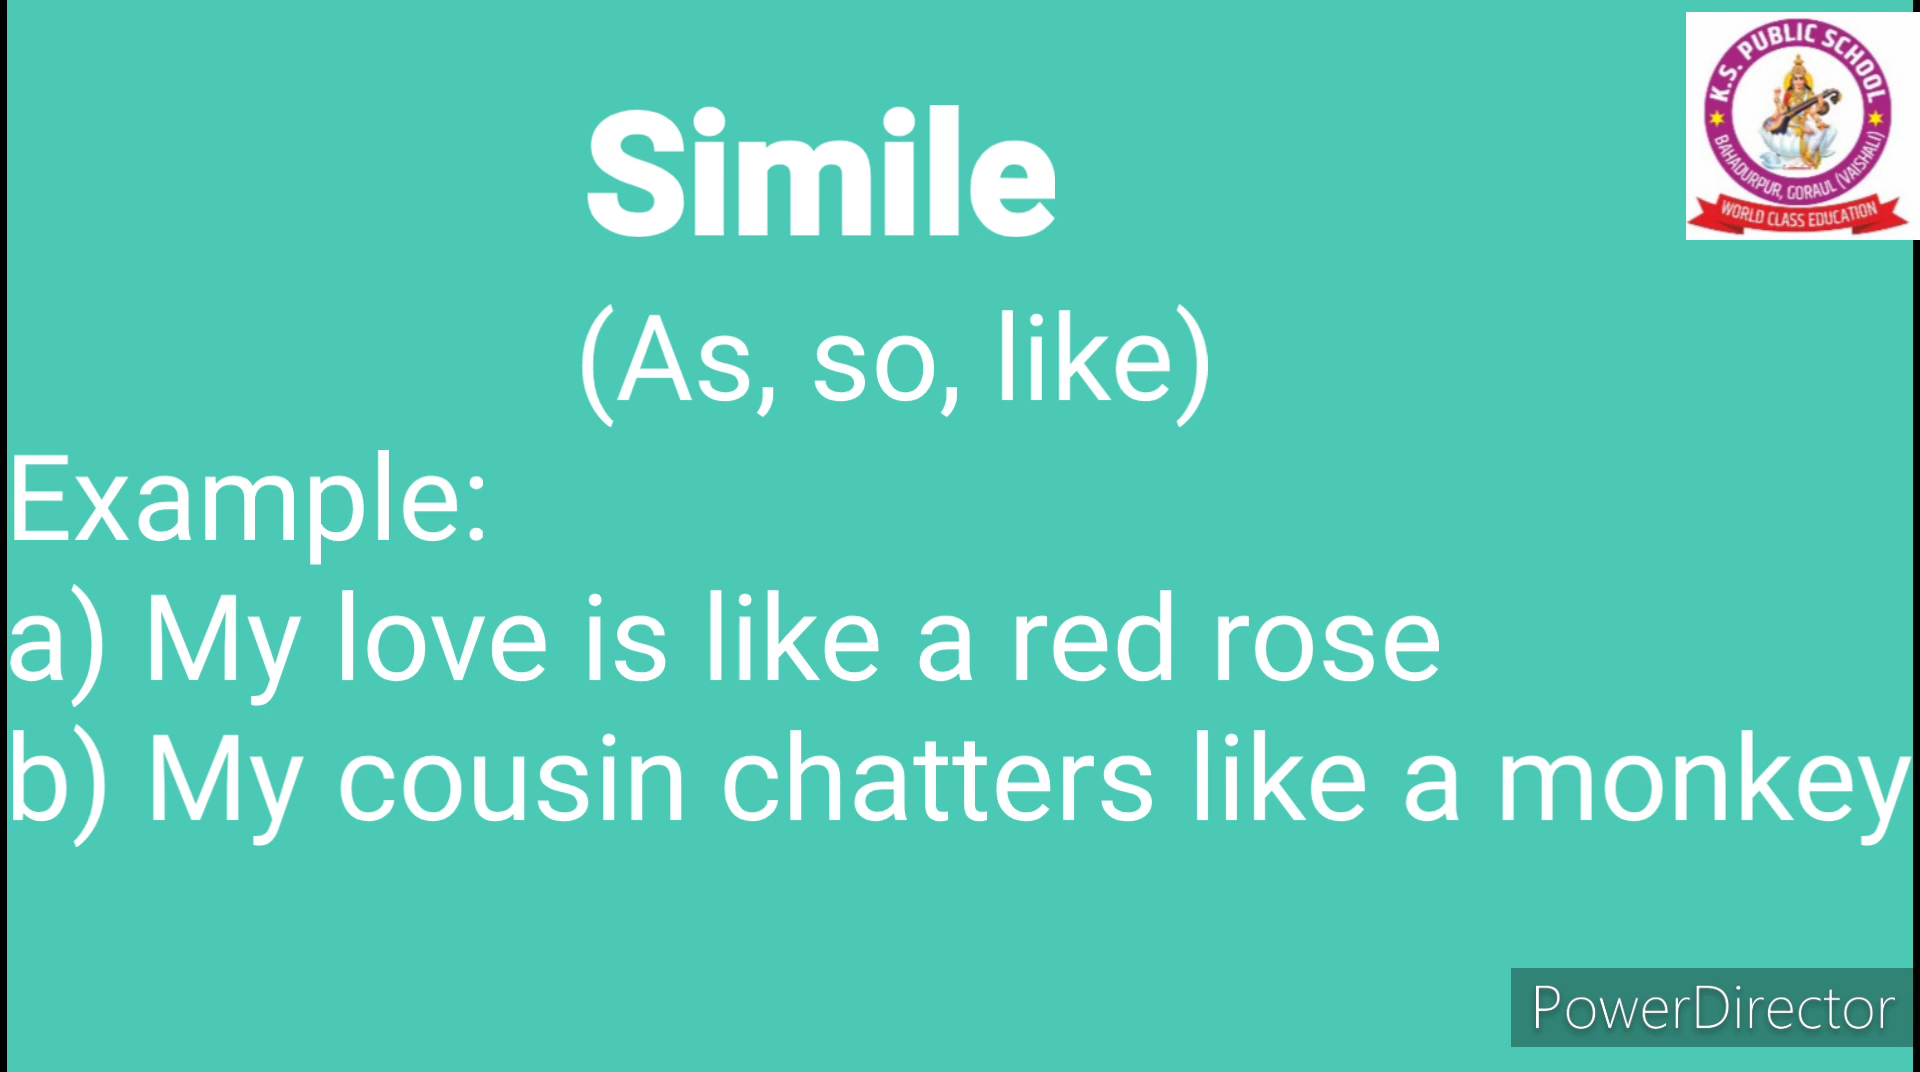 K.S. PUBLIC SCHOOL
BAHADURPUR, GORAUL (VAISHALI)
WORLD CLASS EDUCATION
Simile
(As, so, like)
Example:
a) My love is like a red rose
b) My cousin chatters like a monkey
PowerDirector